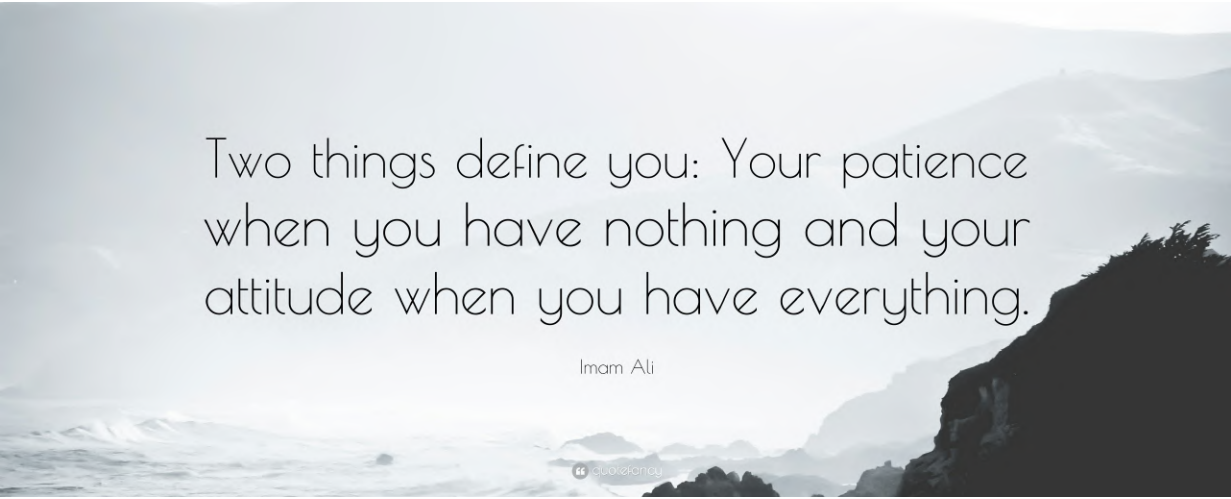 Two things define you: Your patience
when you have nothing and your
attitude when you have everything.
Imam Ali
quotefancy